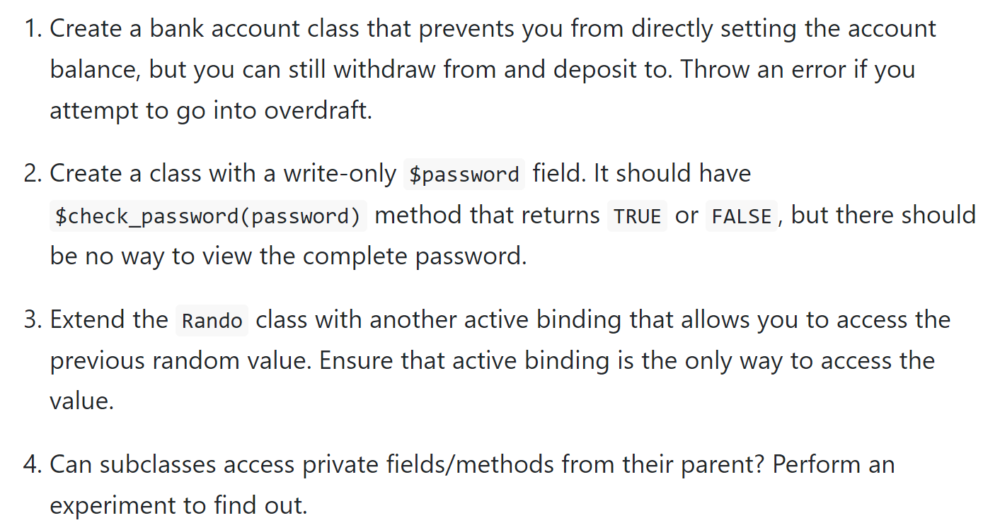 1. Create a bank account class that prevents you from directly setting the account
balance, but you can still withdraw from and deposit to. Throw an error if you
attempt to go into overdraft.
2. Create a class with a write-only $password field. It should have
$check_password(password) method that returns TRUE or FALSE, but there should
be no way to view the complete password.
3. Extend the Rando class with another active binding that allows you to access the
previous random value. Ensure that active binding is the only way to access the
value.
4. Can subclasses access private fields/methods from their parent? Perform an
experiment to find out.